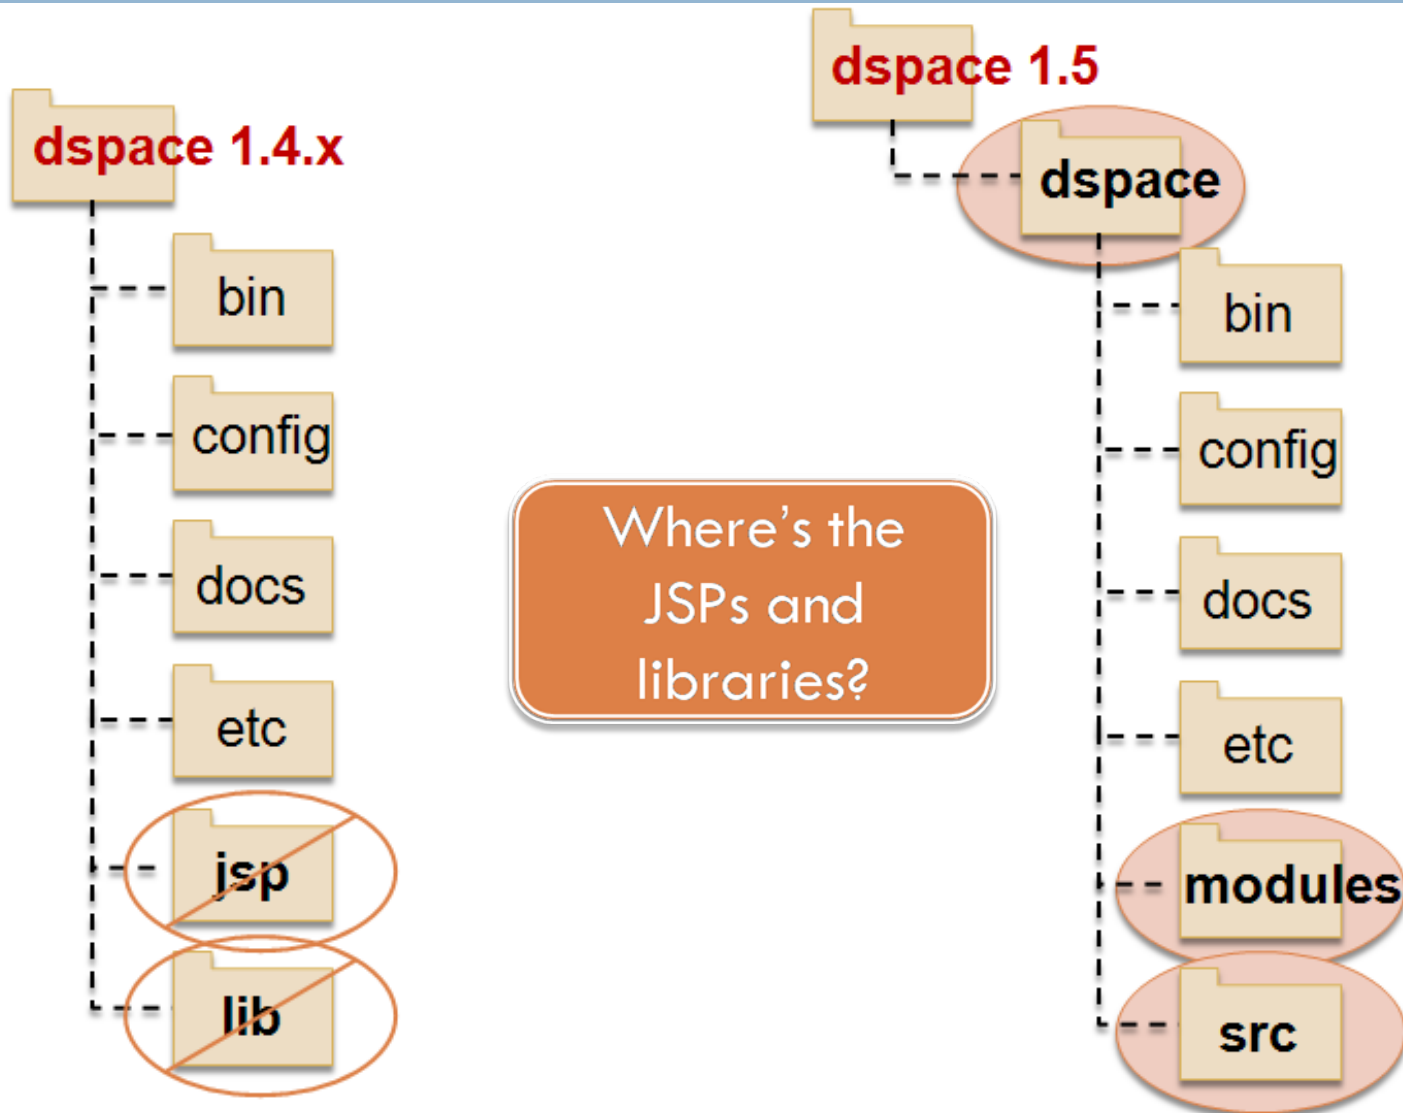 dspace 1.4.x
bin
config
docs
etc
jsp
lib
Where’s the
JSPs and
libraries?
dspace 1.5
dspace
bin
config
docs
etc
modules
src